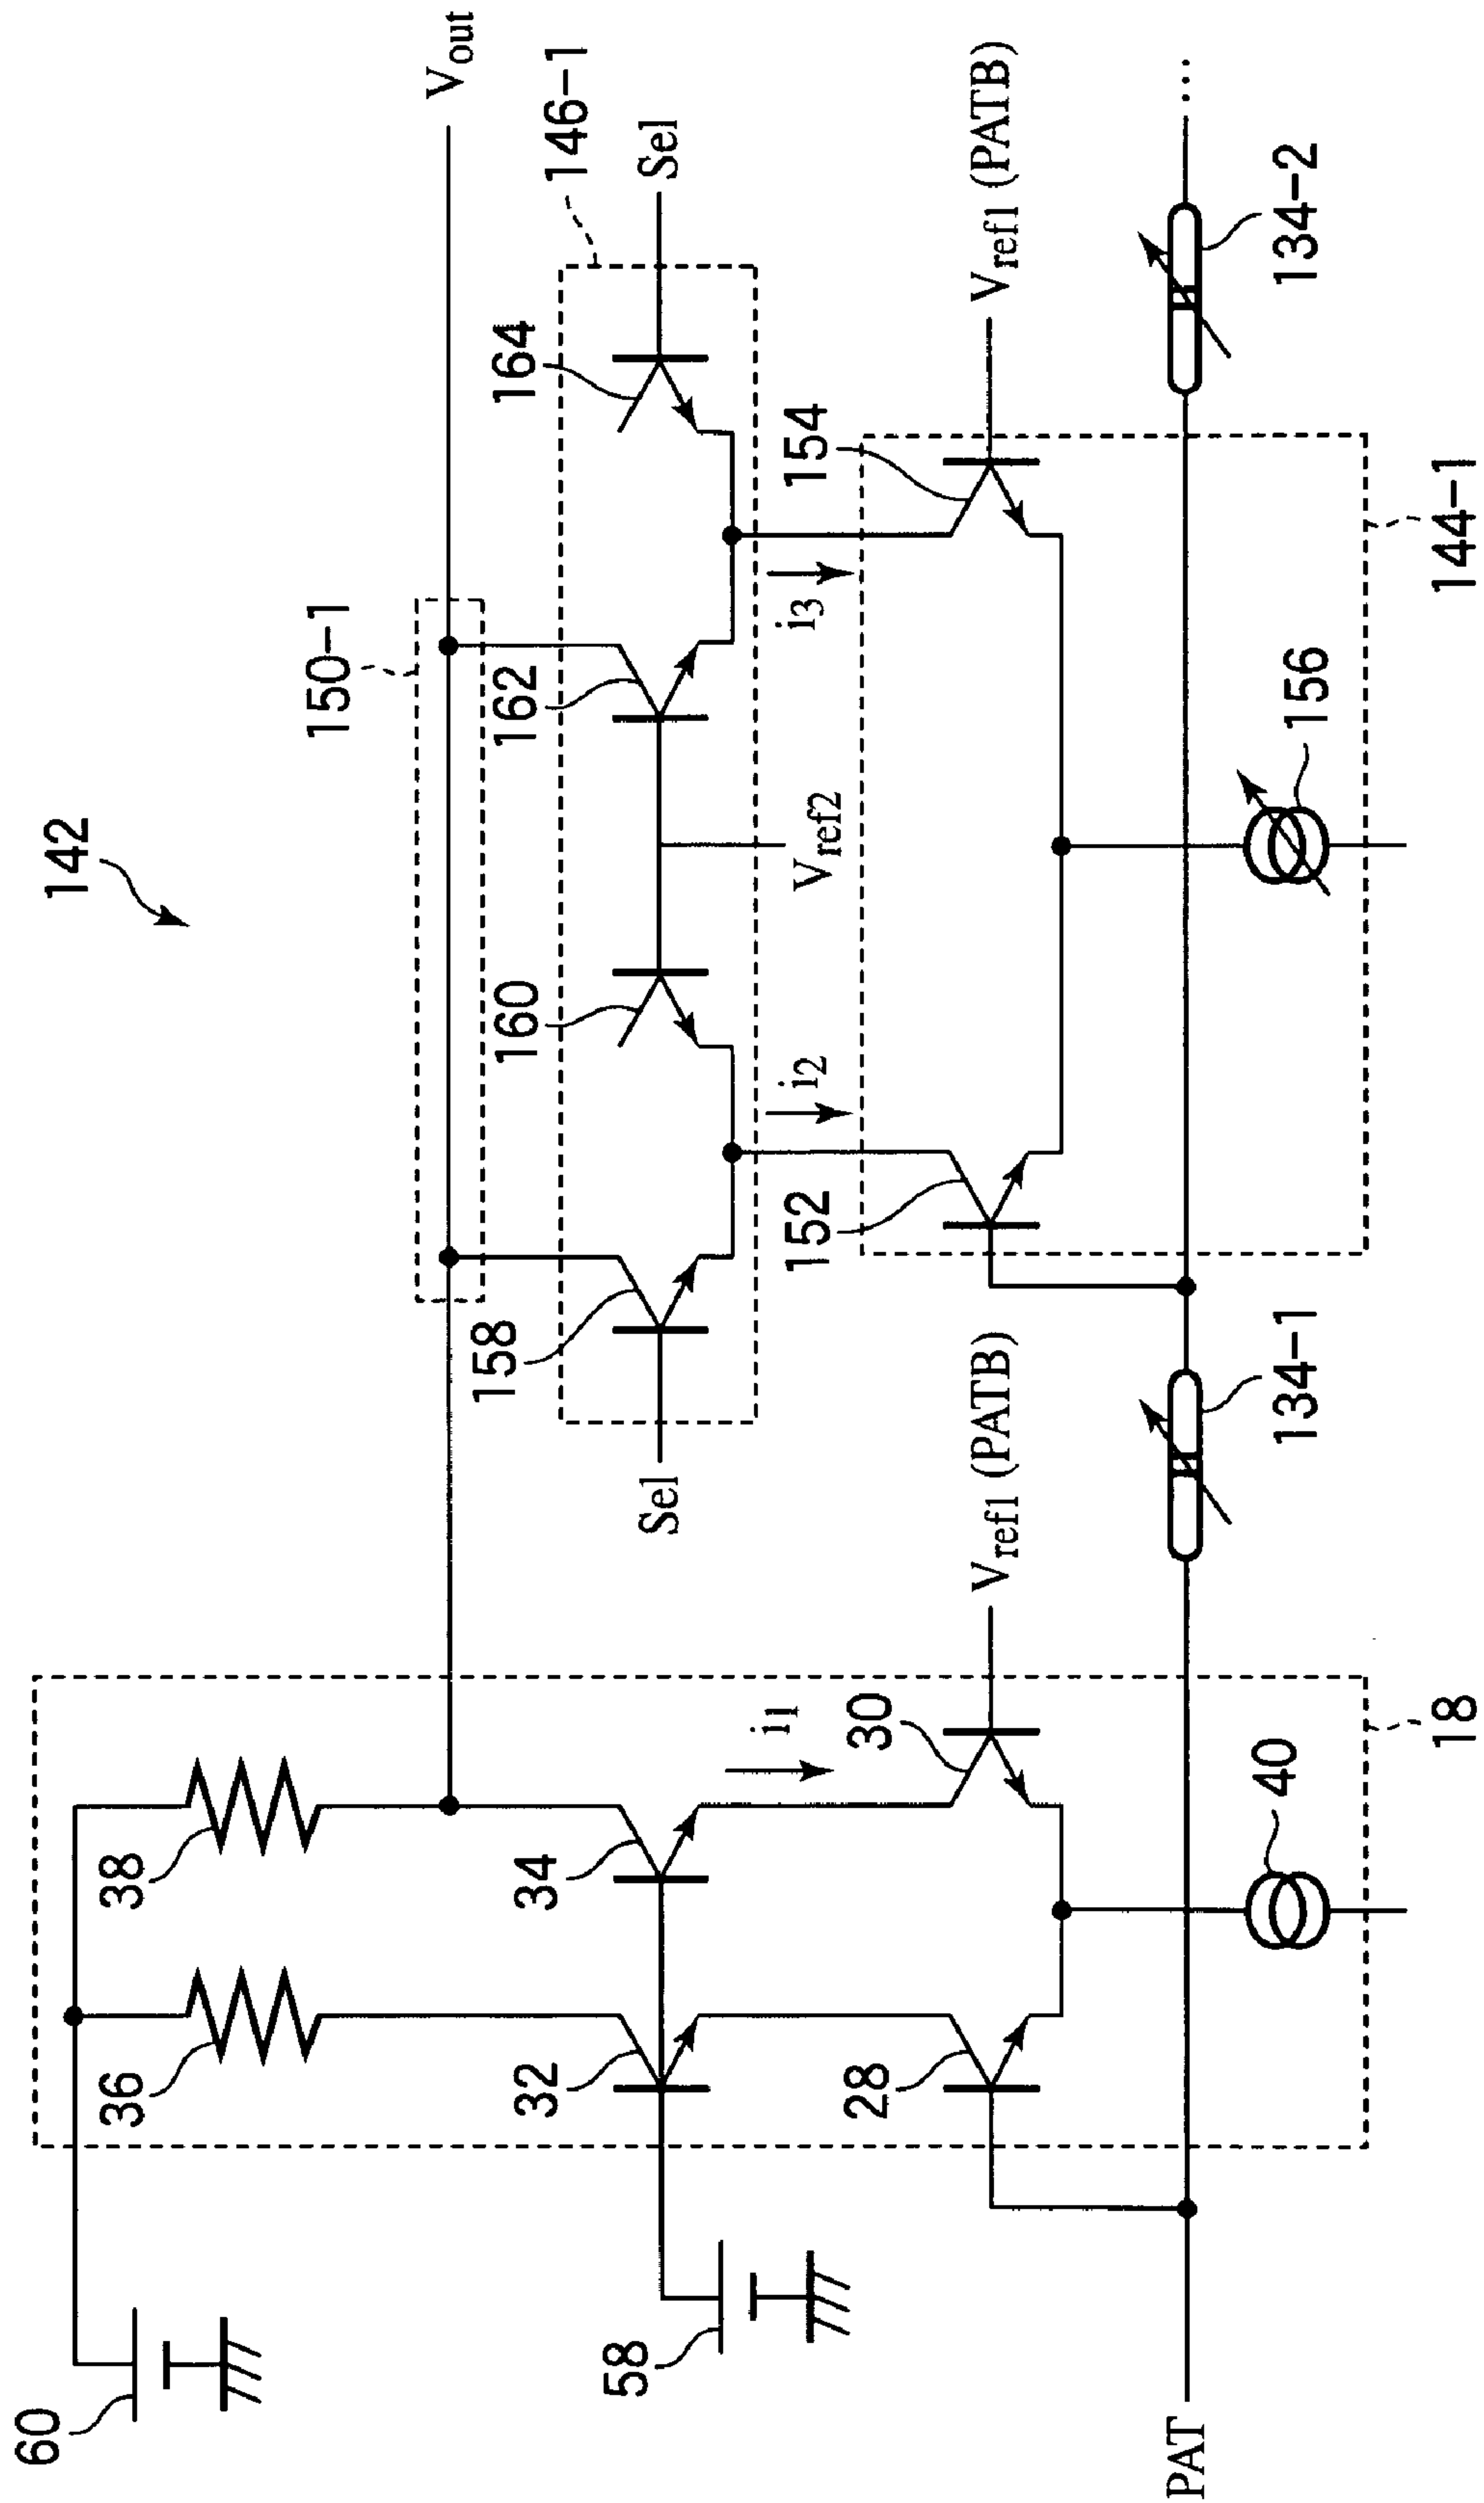 142
60
36
38
150-1
Vout
146-1
58
32
34
158
160
162
164
Sel
Sel
i1
i2
i3
Vref2
28
30
152
154
Vref1 (PATB)
Vref1 (PATB)
PAT
40
134-1
156
134-2
18
144-1